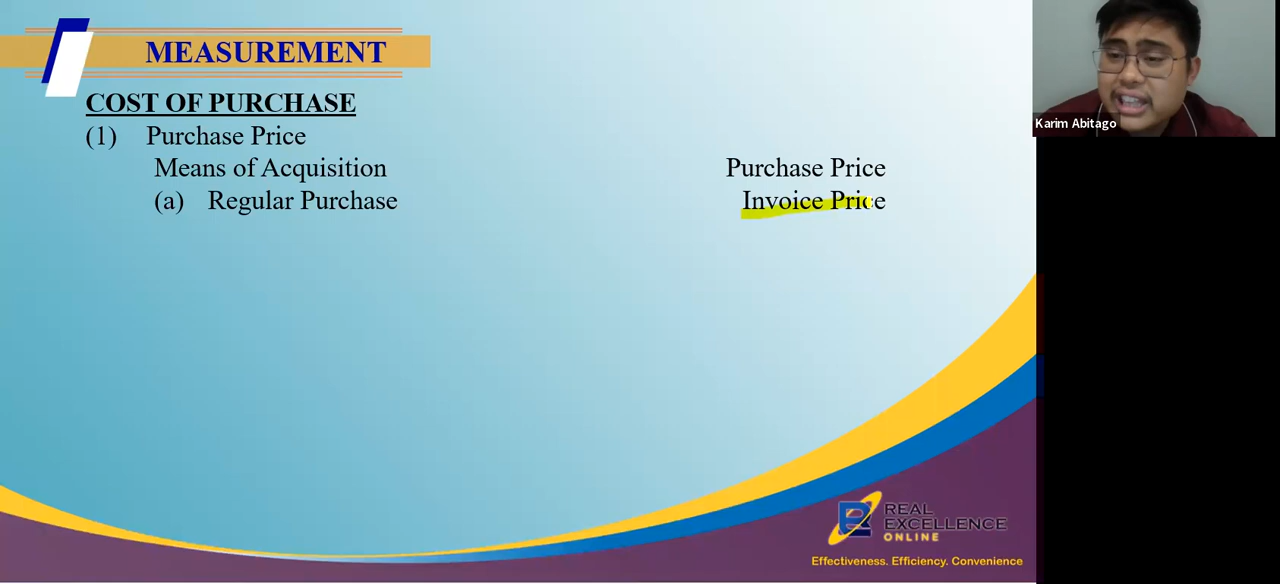 MEASUREMENT
COST OF PURCHASE
(1) Purchase Price
Means of Acquisition Purchase Price
(a) Regular Purchase Invoice Price
Karim Abitago
REAL
EXCELLENCE
ONLINE
Effectiveness. Efficiency. Convenience